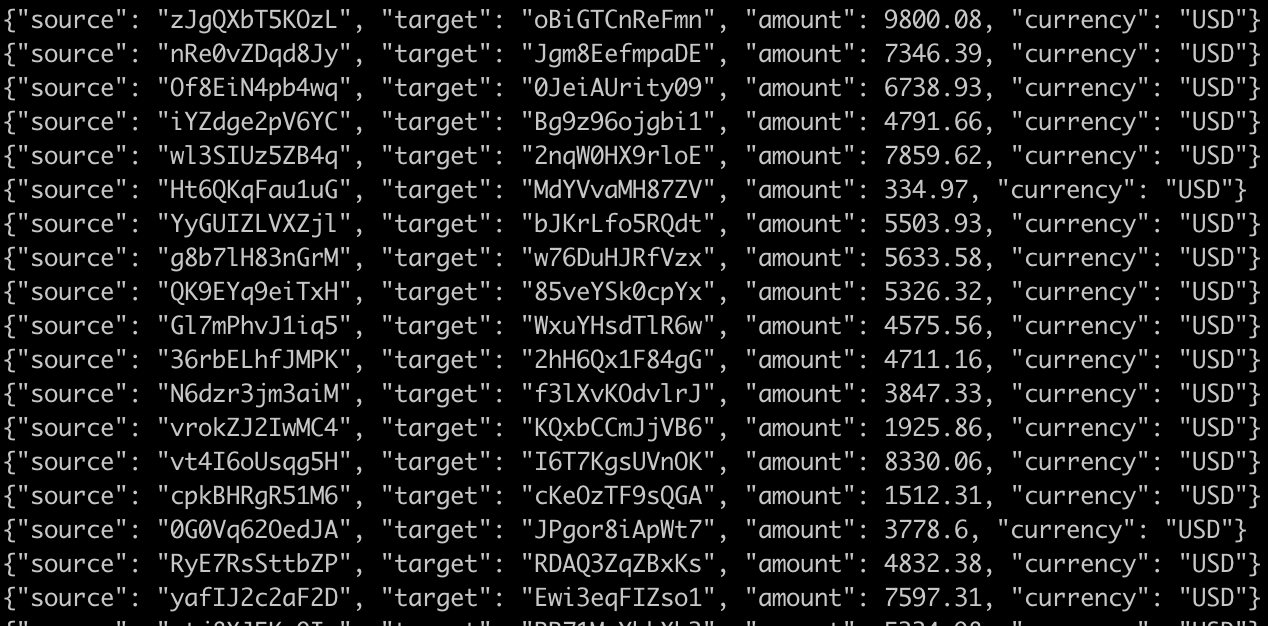 {"source": "zJgQXbT5KOzL", "target": "oBiGTCnReFmn", "amount": 9800.08, "currency": "USD"}
{"source": "nRe0vZDqd8Jy", "target": "Jgm8EefmpaDE", "amount": 7346.39, "currency": "USD"}
{"source": "Of8EiN4pb4wq", "target": "0JeiAUrity09", "amount": 6738.93, "currency": "USD"}
{"source": "iYZdge2pV6YC", "target": "Bg9z96ojgbi1", "amount": 4791.66, "currency": "USD"}
{"source": "wl3SIUz5ZB4q", "target": "2nqW0HX9rloE", "amount": 7859.62, "currency": "USD"}
{"source": "Ht6QKqFau1uG", "target": "MdYVvaMH87ZV", "amount": 334.97, "currency": "USD"}
{"source": "YyGUIZLVXZjl", "target": "bJKrLfo5RQdt", "amount": 5503.93, "currency": "USD"}
{"source": "g8b7lH83nGrM", "target": "w76DuHJRfVzx", "amount": 5633.58, "currency": "USD"}
{"source": "QK9EYq9eiTxH", "target": "85veYSk0cpYx", "amount": 5326.32, "currency": "USD"}
{"source": "Gl7mPhvJ1iq5", "target": "WxuYHsdTlR6w", "amount": 4575.56, "currency": "USD"}
{"source": "36rbELhfJMPK", "target": "2hH6Qx1F84gG", "amount": 4711.16, "currency": "USD"}
{"source": "N6dzr3jm3aiM", "target": "f3lXvKOdvlrJ", "amount": 3847.33, "currency": "USD"}
{"source": "vrokZJ2IwMC4", "target": "KQxbCCmJjVB6", "amount": 1925.86, "currency": "USD"}
{"source": "vt4I6oUsqg5H", "target": "I6T7KgsUVnOK", "amount": 8330.06, "currency": "USD"}
{"source": "cpkBHRgR51M6", "target": "cKeOzTF9sQGA", "amount": 1512.31, "currency": "USD"}
{"source": "0G0Vq62OedJA", "target": "JPgor8iApWt7", "amount": 3778.6, "currency": "USD"}
{"source": "RyE7RsSttbZP", "target": "RDAQ3ZqZBxKs", "amount": 4832.38, "currency": "USD"}
{"source": "yafIJ2c2aF2D", "target": "Ewi3eqFIZso1", "amount": 7597.31, "currency": "USD"}